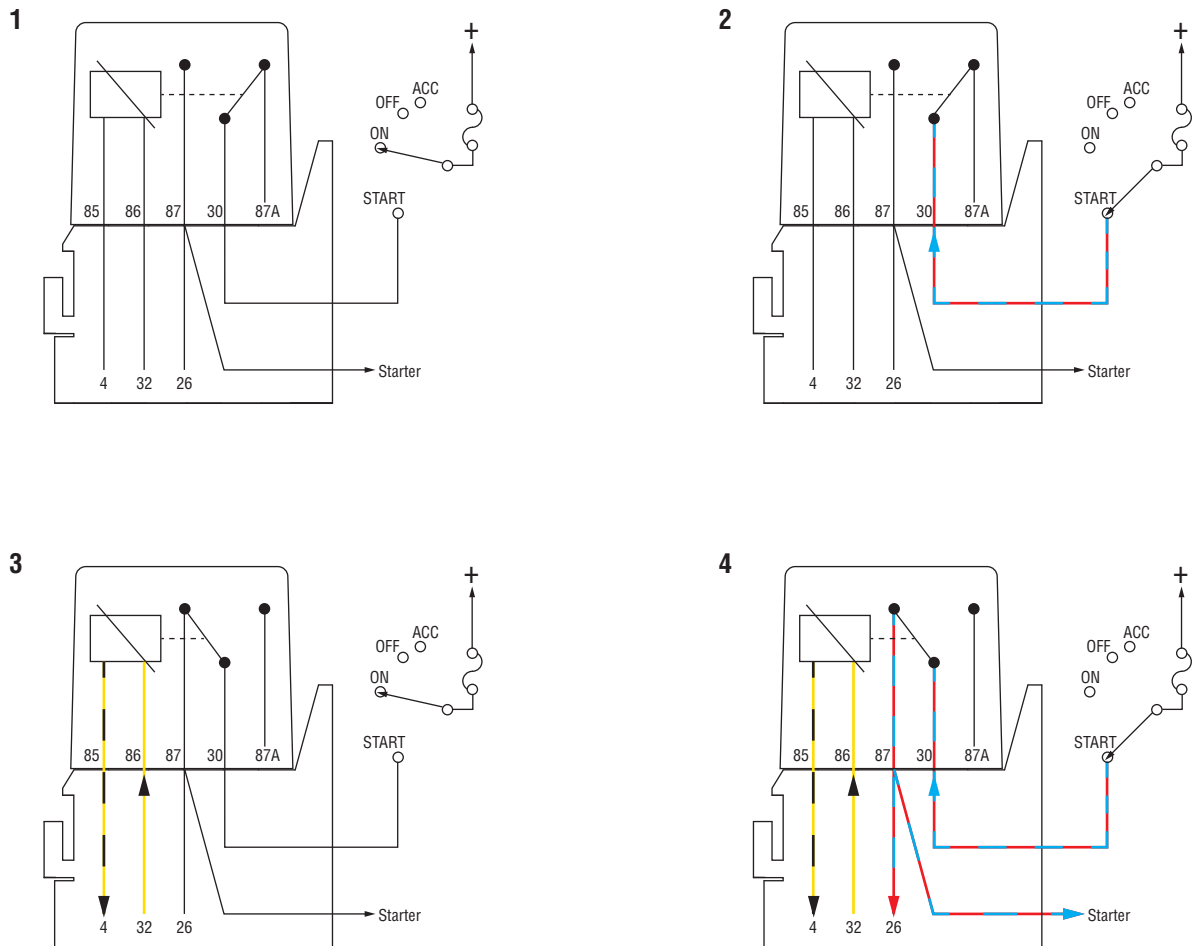 1
+
ACC
OFF
ON
START
85 86 87 30 87A
4 32 26
Starter
2
+
ACC
OFF
ON
START
85 86 87 30 87A
4 32 26
Starter
3
+
ACC
OFF
ON
START
85 86 87 30 87A
4 32 26
Starter
4
+
ACC
OFF
ON
START
85 86 87 30 87A
4 32 26
Starter